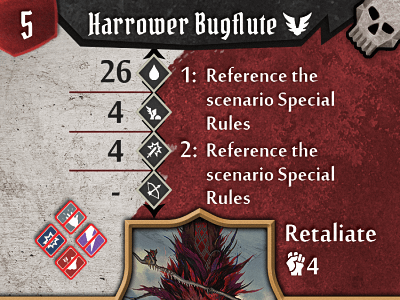 5
Harrower Bugflute
26
1: Reference the
scenario Special
Rules
4
4
2: Reference the
scenario Special
Rules
-
Retaliate
4